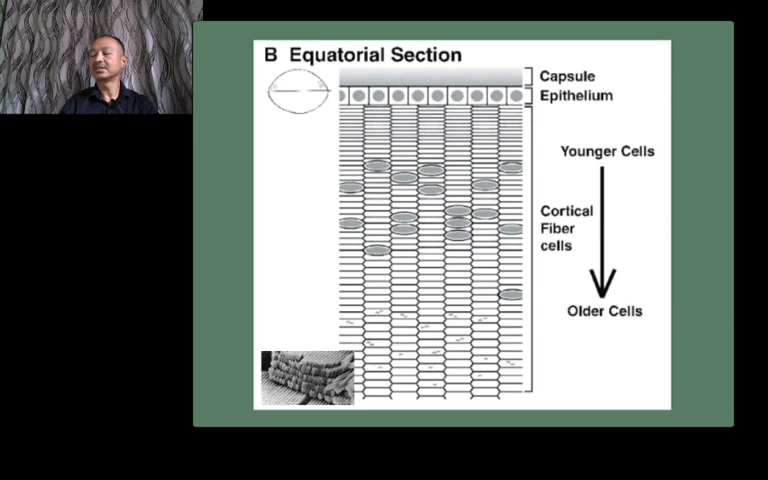 B Equatorial Section
Capsule
Epithelium
Younger Cells
Cortical
Fiber
cells
Older Cells